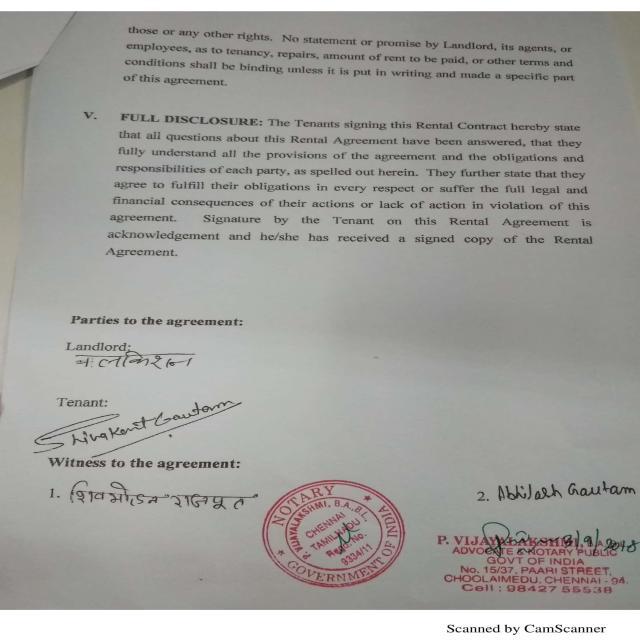 those or any other rights. No statement or promise by Landlord, its agents, or
employees, as to tenancy, repairs, amount of rent to be paid, or other terms and
conditions shall be binding unless it is put in writing and made a specific part
of this agreement.
V. FULL DISCLOSURE: The Tenants signing this Rental Contract hereby state
that all questions about this Rental Agreement have been answered, that they
fully understand all the provisions of the agreement and the obligations and
responsibilities of each party, as spelled out herein. They further state that they
agree to fulfill their obligations in every respect or suffer the full legal and
financial consequences of their actions or lack of action in violation of this
agreement. Signature by the Tenant on this Rental Agreement is
acknowledgement and he/she has received a signed copy of the Rental
Agreement.
Parties to the agreement:
Landlord:
बालकिशन
Tenant:
Shivakant Gautam
Witness to the agreement:
1. शिवमोहन राजपूत
2. Abhilash Gautam
NOTARY
P. VIJAYALAKSHMI, B.A.B.L.
CHENNAI
TAMILNADU
Regn. No.
9334/11
GOVERNMENT OF INDIA
P. VIJAYALAKSHMI
ADVOCATE & NOTARY PUBLIC
GOVT OF INDIA
No. 15/37, PAARI STREET,
CHOOLAIMEDU, CHENNAI - 94.
Cell : 98427 55538
Scanned by CamScanner